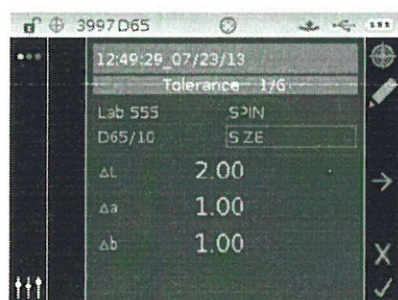 3997 D65
12:49:29_07/23/13
Tolerance 1/6
Lab 555 SPIN
D65/10 SIZE
ΔL 2.00
Δa 1.00
Δb 1.00